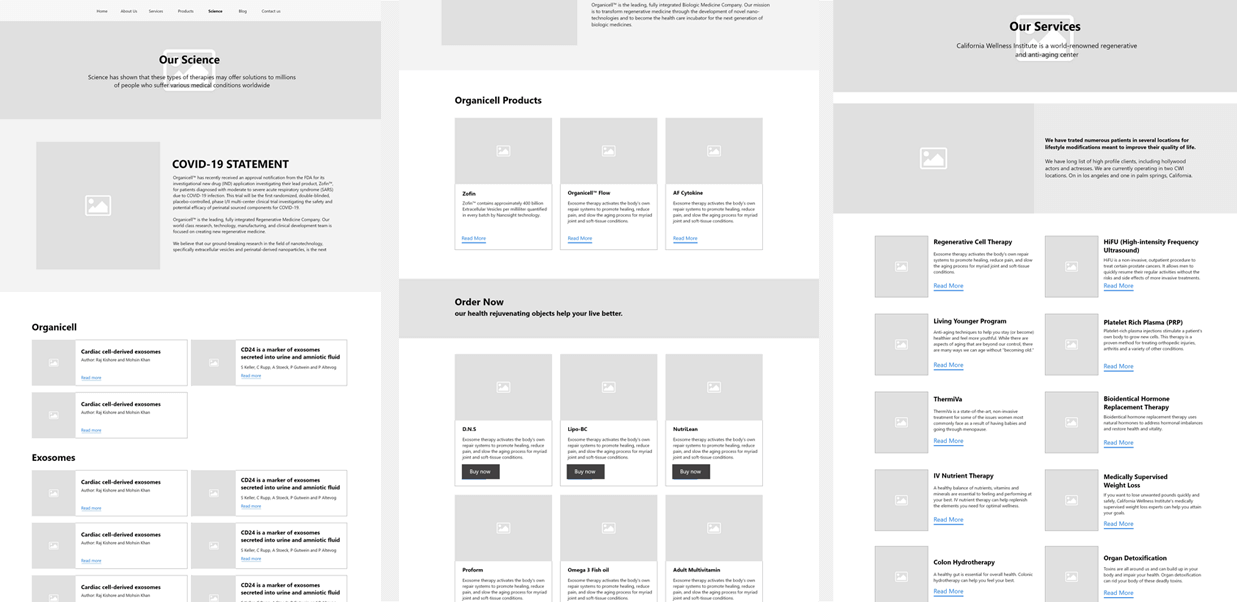 Home About Us Services Products Science Blog Contact us
Our Science
Science has shown that these types of therapies may offer solutions to millions
of people who suffer various medical conditions worldwide
COVID-19 STATEMENT
Organicell™ has recently received an approval notification from the FDA for its
investigational new drug (IND) application investigating their lead product, Zofin™,
for patients diagnosed with moderate to severe acute respiratory syndrome (SARS)
due to COVID-19 infection. This trial will be the first randomized, double-blinded,
placebo-controlled, phase I/II multi-center clinical trial investigating the safety and
potential efficacy of perinatal sourced components for COVID-19.
Organicell™ is the leading, fully integrated Regenerative Medicine Company. Our
world class research, technology, manufacturing, and clinical development team is
focused on creating new regenerative medicine.
We believe that our ground-breaking research in the field of nanotechnology,
specifically extracellular vesicles and perinatal-derived nanoparticles, is the next
Organicell
Cardiac cell-derived exosomes
Author: Raj Kishore and Mohsin Khan
Read more
CD24 is a marker of exosomes
secreted into urine and amniotic fluid
S Keller, C Rupp, A Stoeck, P Gutwein and P Altevog
Read more
Cardiac cell-derived exosomes
Author: Raj Kishore and Mohsin Khan
Read more
Exosomes
Cardiac cell-derived exosomes
Author: Raj Kishore and Mohsin Khan
Read more
CD24 is a marker of exosomes
secreted into urine and amniotic fluid
S Keller, C Rupp, A Stoeck, P Gutwein and P Altevog
Read more
Cardiac cell-derived exosomes
Author: Raj Kishore and Mohsin Khan
Read more
CD24 is a marker of exosomes
secreted into urine and amniotic fluid
S Keller, C Rupp, A Stoeck, P Gutwein and P Altevog
Read more
Cardiac cell-derived exosomes
Author: Raj Kishore and Mohsin Khan
CD24 is a marker of exosomes
secreted into urine and amniotic fluid
Organicell™ is the leading, fully integrated Biologic Medicine Company. Our mission
is to transform regenerative medicine through the development of novel nano-
technologies and to become the health care incubator for the next generation of
biologic medicines.
Organicell Products
Zofin
Zofin™ contains approximately 400 billion
Extracellular Vesicles per milliliter quantified
in every batch by Nanosight technology.
Read More
Organicell™ Flow
Exosome therapy activates the body's own
repair systems to promote healing, reduce
pain, and slow the aging process for myriad
joint and soft-tissue conditions.
Read More
AF Cytokine
Exosome therapy activates the body's own
repair systems to promote healing, reduce
pain, and slow the aging process for myriad
joint and soft-tissue conditions.
Read More
Order Now
our health rejuvenating objects help your live better.
D.N.S
Exosome therapy activates the body's own
repair systems to promote healing, reduce
pain, and slow the aging process for myriad
joint and soft-tissue conditions.
Buy now
Lipo-BC
Exosome therapy activates the body's own
repair systems to promote healing, reduce
pain, and slow the aging process for myriad
joint and soft-tissue conditions.
Buy now
NutriLean
Exosome therapy activates the body's own
repair systems to promote healing, reduce
pain, and slow the aging process for myriad
joint and soft-tissue conditions.
Buy now
Proform
Exosome therapy activates the body's own
repair systems to promote healing, reduce
pain, and slow the aging process for myriad
Omega 3 Fish oil
Exosome therapy activates the body's own
repair systems to promote healing, reduce
pain, and slow the aging process for myriad
Adult Multivitamin
Exosome therapy activates the body's own
repair systems to promote healing, reduce
pain, and slow the aging process for myriad
Our Services
California Wellness Institute is a world-renowned regenerative
and anti-aging center
We have trated numerous patients in several locations for
lifestyle modifications meant to improve their quality of life.
We have long list of high profile clients, including hollywood
actors and actresses. We are currently operating in two CWI
locations. On in los angeles and one in palm springs, California.
Regenerative Cell Therapy
Exosome therapy activates the body's own repair
systems to promote healing, reduce pain, and slow
the aging process for myriad joint and soft-tissue
conditions.
Read More
HiFU (High-intensity Frequency
Ultrasound)
HiFU is a non-invasive, outpatient procedure to
treat certain prostate cancers. It allows men to
quickly resume their regular activities without the
risks and side effects of more invasive treatments.
Read More
Living Younger Program
Anti-aging techniques to help you stay (or become)
healthier and feel more youthful. While there are
aspects of aging that are beyond our control, there
are many ways we can age without "becoming old."
Read More
Platelet Rich Plasma (PRP)
Platelet-rich plasma injections stimulate a patient's
own body to grow new cells. This therapy is a
proven method for treating orthopedic injuries,
arthritis and a variety of other conditions.
Read More
ThermiVa
ThermiVa is a state-of-the-art, non-invasive
treatment for some of the issues women most
commonly face as a result of having babies and
going through menopause
Read More
Bioidentical Hormone
Replacement Therapy
Bioidentical hormone replacement therapy uses
natural hormones to address hormonal imbalances
and restore health and vitality.
Read More
IV Nutrient Therapy
A healthy balance of nutrients, vitamins and
minerals are essential to feeling and performing at
your best. IV nutrient therapy can help replenish
the elements you need for optimal wellness.
Read More
Medically Supervised
Weight Loss
If you want to lose unwanted pounds quickly and
safely, California Wellness Institute's medically
supervised weight loss experts can help you attain
your goals
Read More
Colon Hydrotherapy
A healthy gut is essential for overall health. Colonic
hydrotherapy can help you feel your best.
Read More
Organ Detoxification
Toxins are all around us and can build up in your
body and impair your health. Organ detoxification
can rid your body of these deadly toxins.
Read More